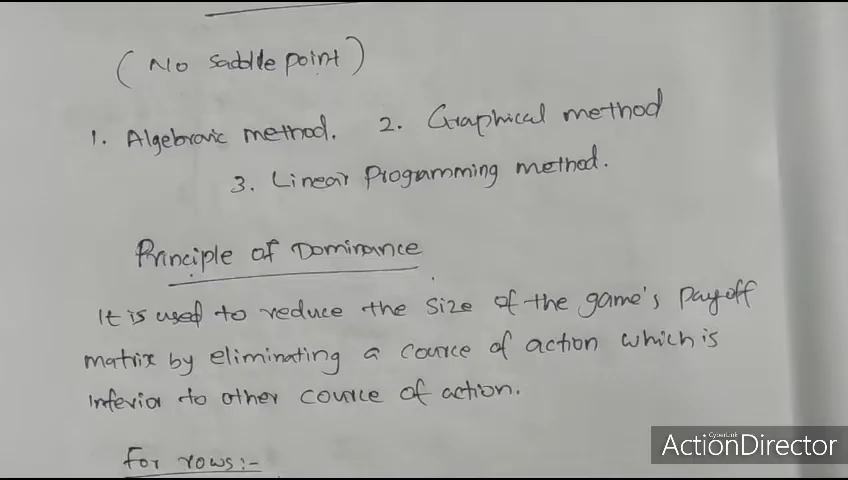 (No saddle point)
1. Algebraic method. 2. Graphical method
3. Linear Progamming method.
Principle of Dominance
It is used to reduce the size of the game's payoff
matrix by eliminating a cource of action which is
inferior to other cource of action.
For rows:-
CyberLink
ActionDirector